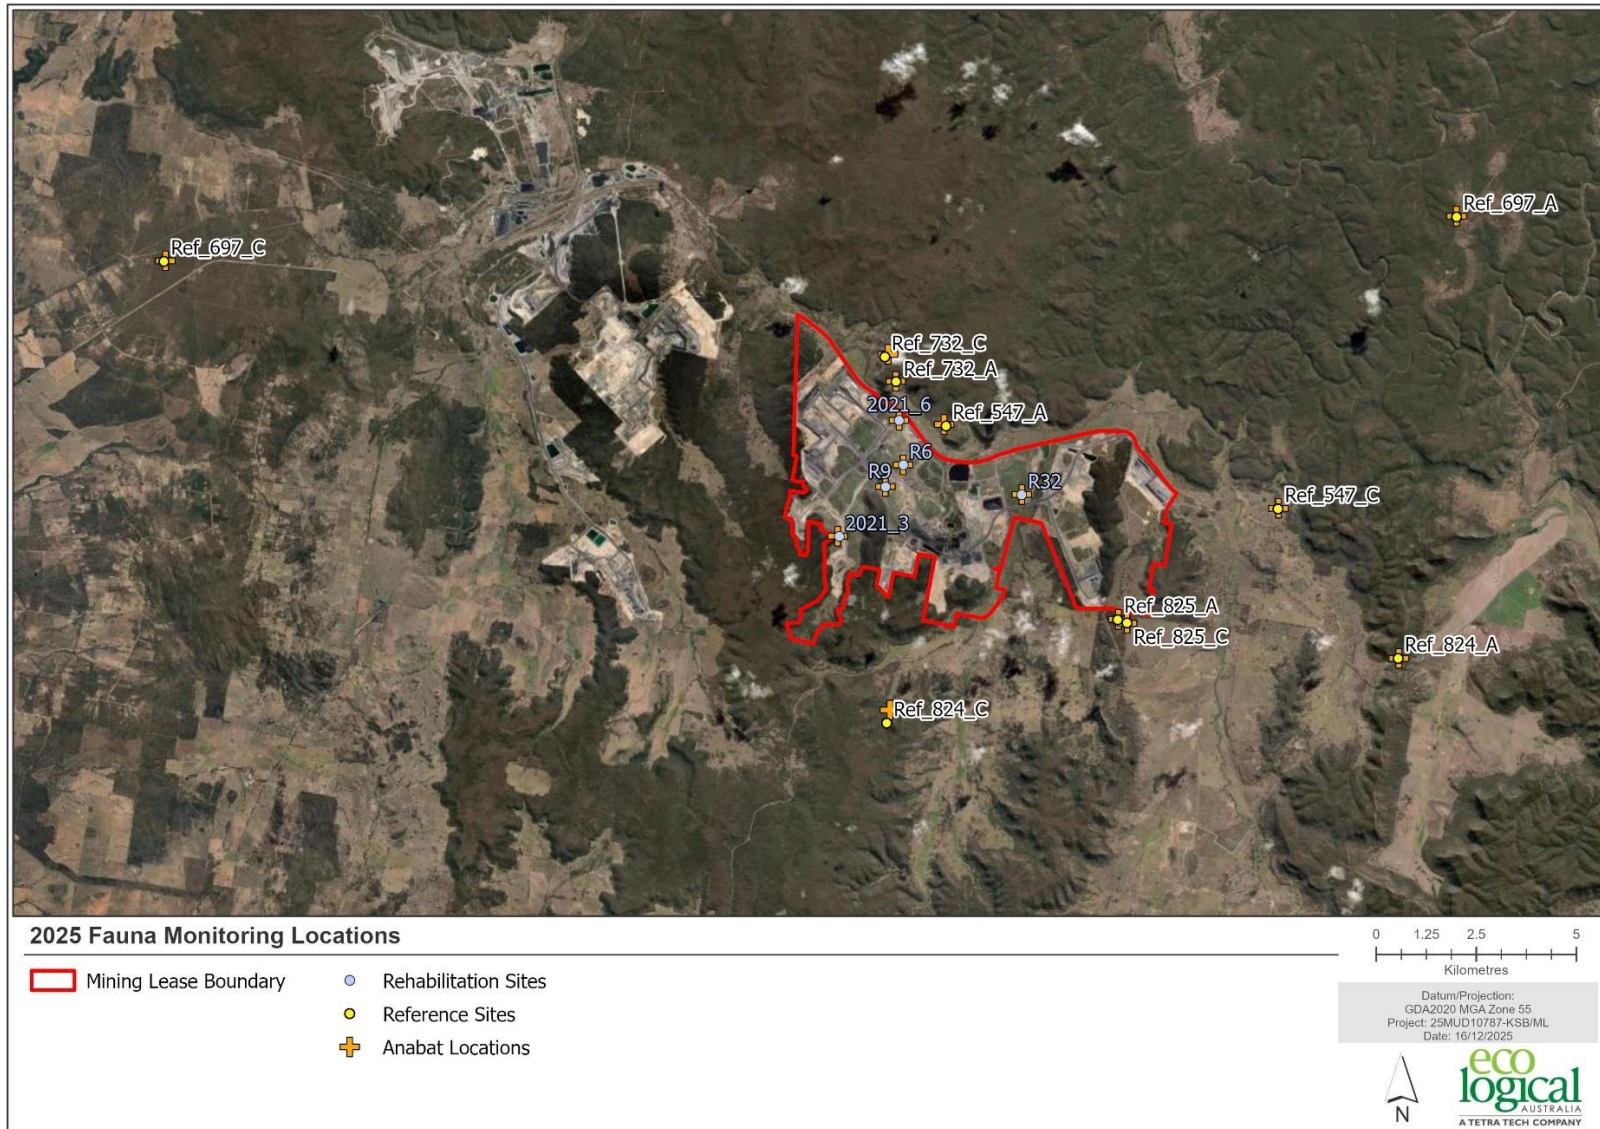 Ref_697_A
Ref_697_C
Ref_732_C
Ref_732_A
2021_6
Ref_547_A
R6
R9
R32
Ref_547_C
2021_3
Ref_825_A
Ref_825_C
Ref_824_A
Ref_824_C
2025 Fauna Monitoring Locations
Mining Lease Boundary
Rehabilitation Sites
Reference Sites
Anabat Locations
0 1.25 2.5 5
Kilometres
Datum/Projection:
GDA2020 MGA Zone 55
Project: 25MUD10787-KSB/ML
Date: 16/12/2025
N
eco
logical
AUSTRALIA
A TETRA TECH COMPANY